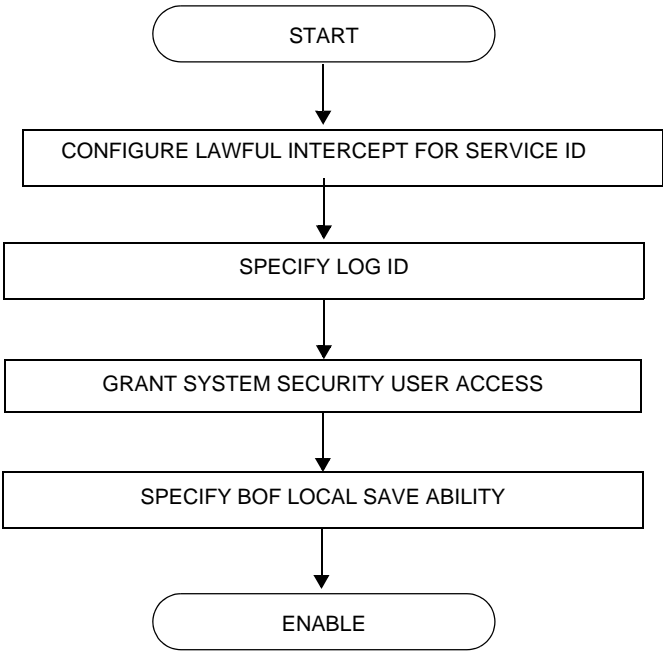 START
CONFIGURE LAWFUL INTERCEPT FOR SERVICE ID
SPECIFY LOG ID
GRANT SYSTEM SECURITY USER ACCESS
SPECIFY BOF LOCAL SAVE ABILITY
ENABLE